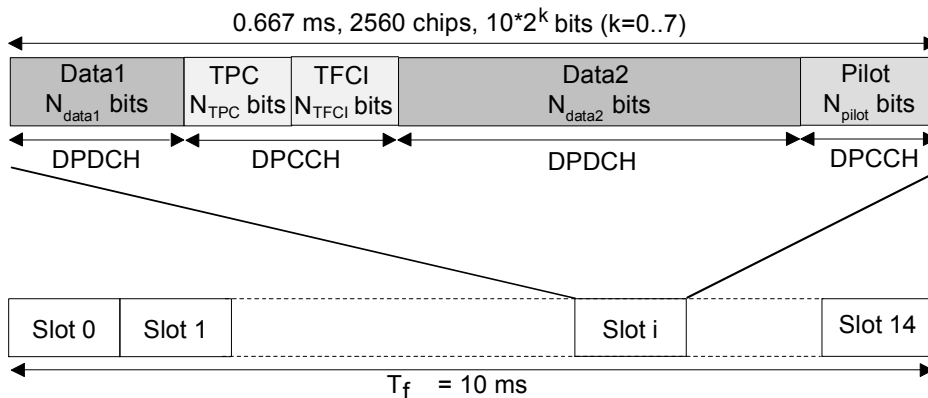 0.667 ms, 2560 chips, 10*2^k bits (k=0..7)
Data1 TPC TFCI Data2 Pilot
N_data1 bits N_TPC bits N_TFCI bits N_data2 bits N_pilot bits
DPDCH DPCCH DPDCH DPCCH
Slot 0 Slot 1 Slot i Slot 14
T_f = 10 ms